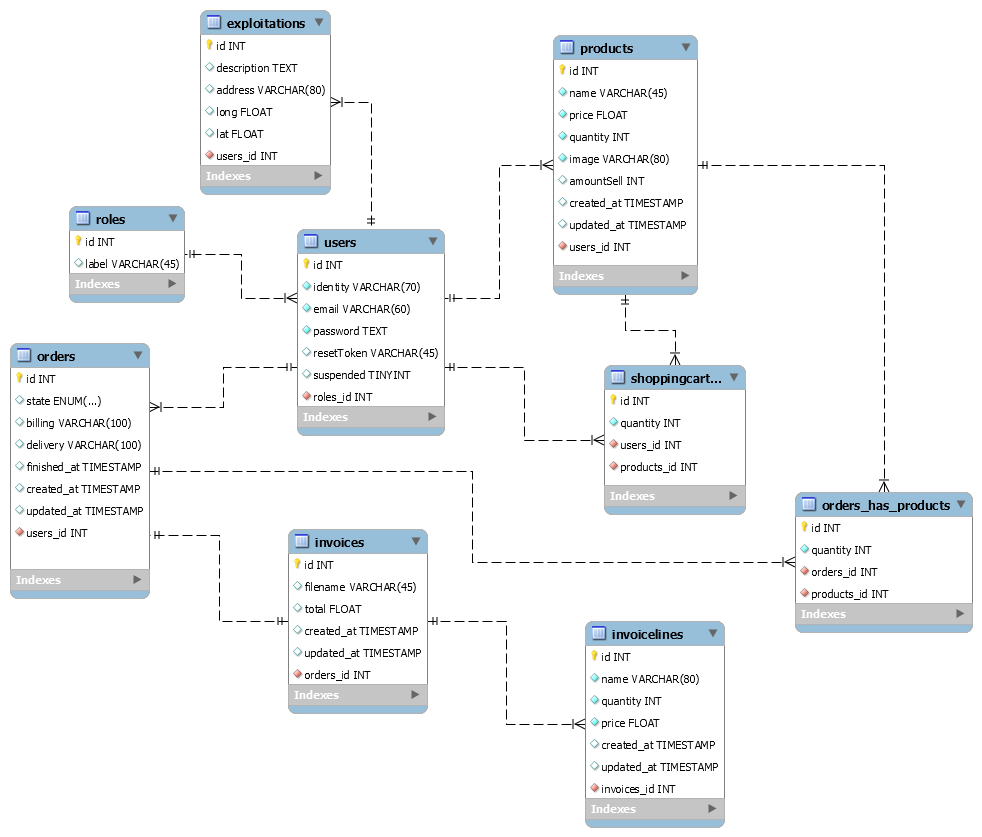 exploitations
id INT
description TEXT
address VARCHAR(80)
long FLOAT
lat FLOAT
users_id INT
Indexes
products
id INT
name VARCHAR(45)
price FLOAT
quantity INT
image VARCHAR(80)
amountSell INT
created_at TIMESTAMP
updated_at TIMESTAMP
users_id INT
Indexes
roles
id INT
label VARCHAR(45)
Indexes
users
id INT
identity VARCHAR(70)
email VARCHAR(60)
password TEXT
resetToken VARCHAR(45)
suspended TINYINT
roles_id INT
Indexes
orders
id INT
state ENUM(...)
billing VARCHAR(100)
delivery VARCHAR(100)
finished_at TIMESTAMP
created_at TIMESTAMP
updated_at TIMESTAMP
users_id INT
Indexes
shoppingcart...
id INT
quantity INT
users_id INT
products_id INT
Indexes
orders_has_products
id INT
quantity INT
orders_id INT
products_id INT
Indexes
invoices
id INT
filename VARCHAR(45)
total FLOAT
created_at TIMESTAMP
updated_at TIMESTAMP
orders_id INT
Indexes
invoicelines
id INT
name VARCHAR(80)
quantity INT
price FLOAT
created_at TIMESTAMP
updated_at TIMESTAMP
invoices_id INT
Indexes